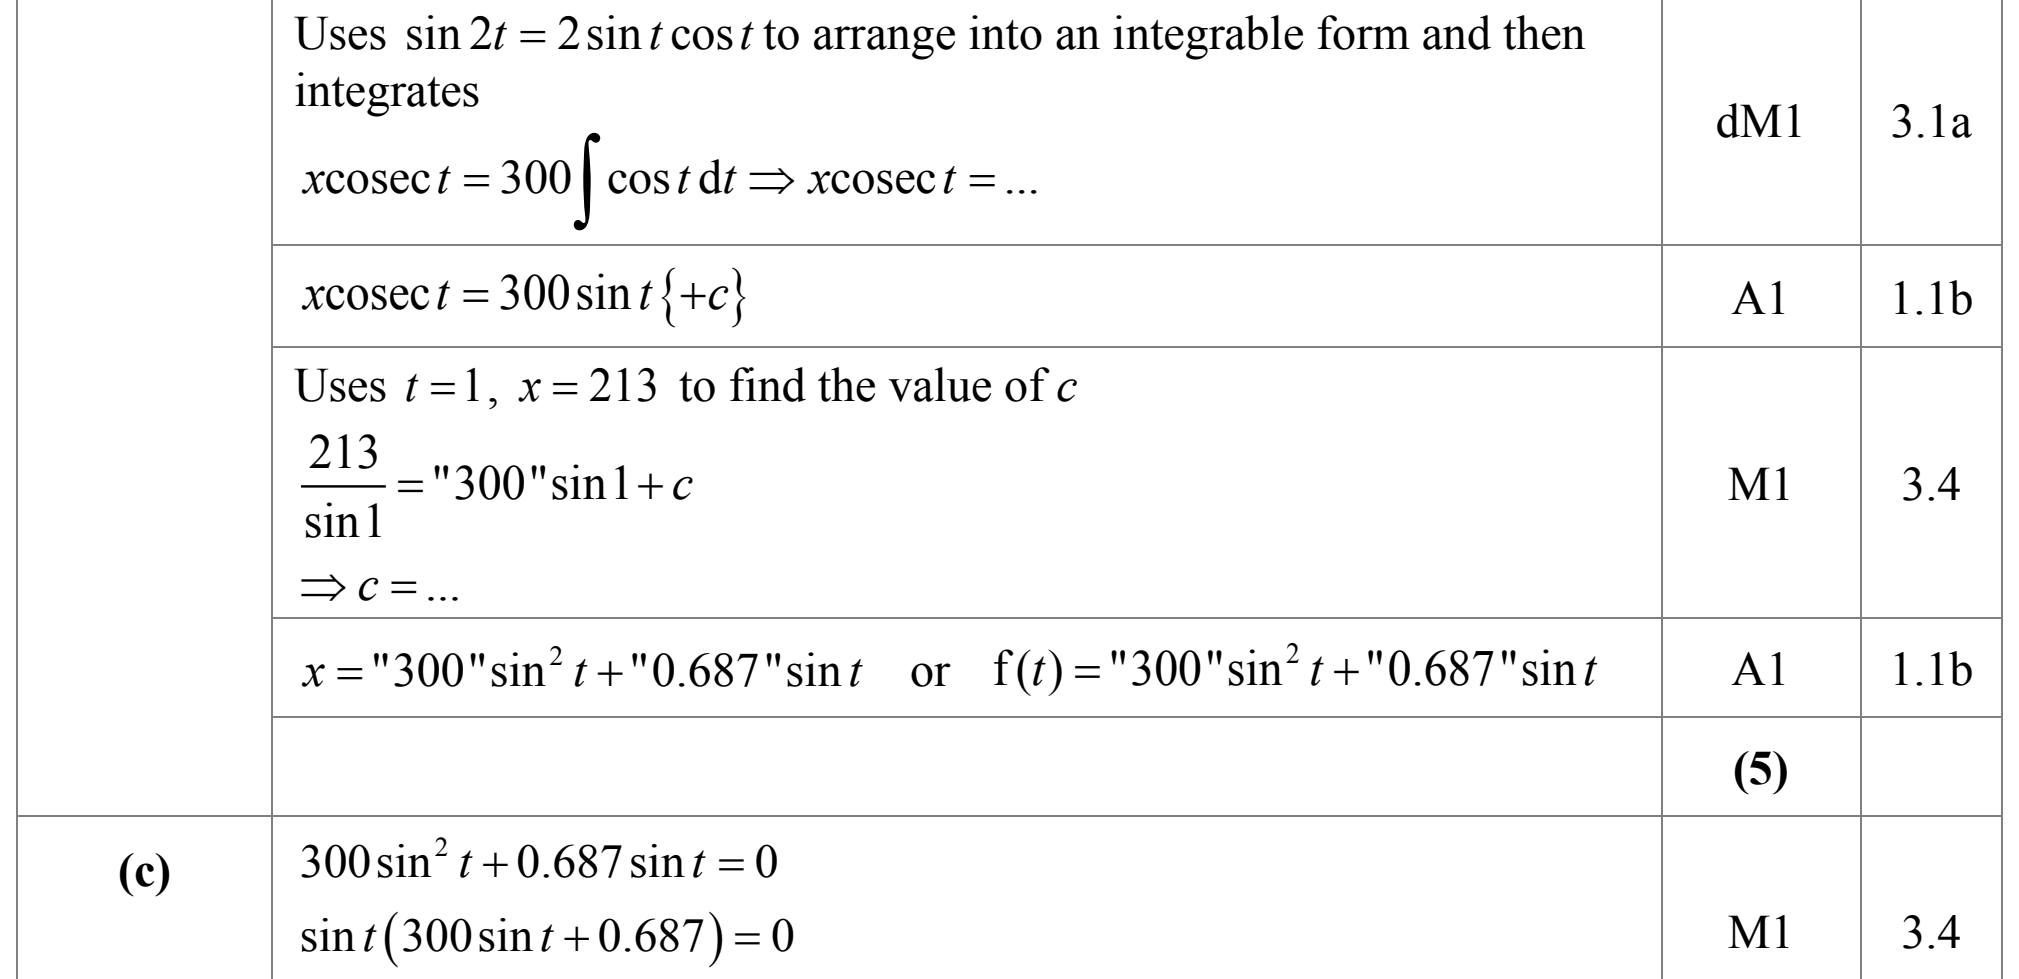 Uses sin 2t = 2 sin t cos t to arrange into an integrable form and then
integrates
xcosec t = 300∫cos t dt ⇒ xcosec t = ...
dM1 3.1a
xcosec t = 300 sin t {+c}
A1 1.1b
Uses t = 1, x = 213 to find the value of c
213/sin 1 = "300" sin 1 + c
⇒ c = ...
M1 3.4
x = "300" sin² t + "0.687" sin t or f(t) = "300" sin² t + "0.687" sin t
A1 1.1b
(5)
(c)
300 sin² t + 0.687 sin t = 0
sin t (300 sin t + 0.687) = 0
M1 3.4